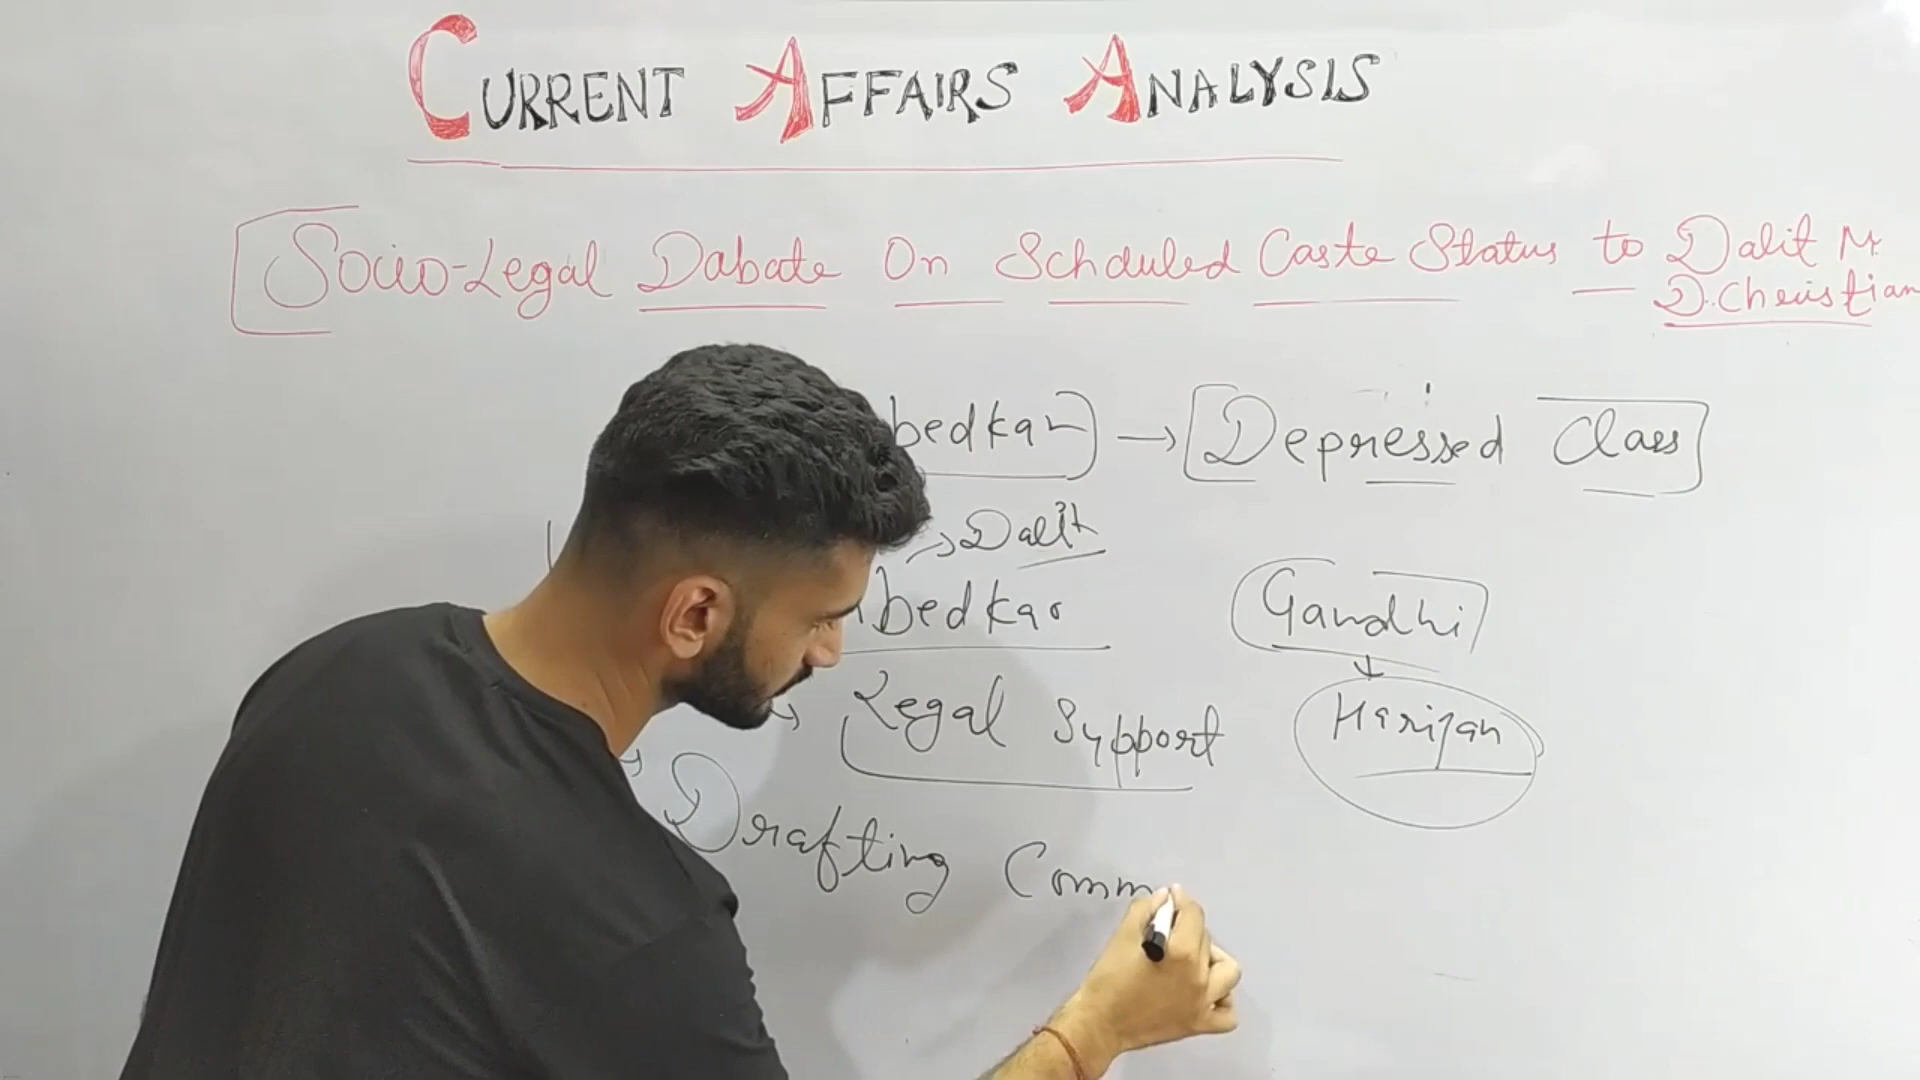 CURRENT AFFAIRS ANALYSIS
Socio-Legal Dabate On Schduled Caste Status to Dalit M.
D. Christian
bedkar → Depressed Class
→ Dalit
bedkar
Gandhi
→ Legal Support
Harijan
→ Drafting Comm